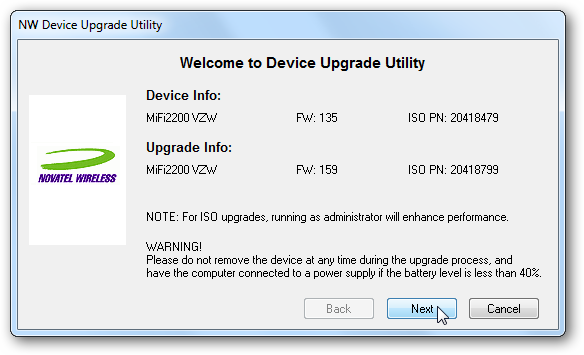 NW Device Upgrade Utility
Welcome to Device Upgrade Utility
Device Info:
MiFi2200 VZW FW: 135 ISO PN: 20418479
Upgrade Info:
MiFi2200 VZW FW: 159 ISO PN: 20418799
NOVATEL WIRELESS
NOTE: For ISO upgrades, running as administrator will enhance performance.
WARNING!
Please do not remove the device at any time during the upgrade process, and
have the computer connected to a power supply if the battery level is less than 40%.
Back Next Cancel